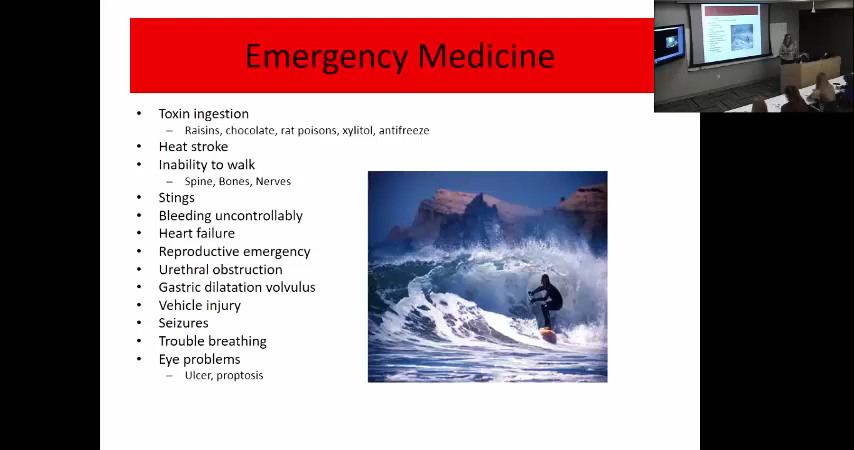 Emergency Medicine
• Toxin ingestion
– Raisins, chocolate, rat poisons, xylitol, antifreeze
• Heat stroke
• Inability to walk
– Spine, Bones, Nerves
• Stings
• Bleeding uncontrollably
• Heart failure
• Reproductive emergency
• Urethral obstruction
• Gastric dilatation volvulus
• Vehicle injury
• Seizures
• Trouble breathing
• Eye problems
– Ulcer, proptosis